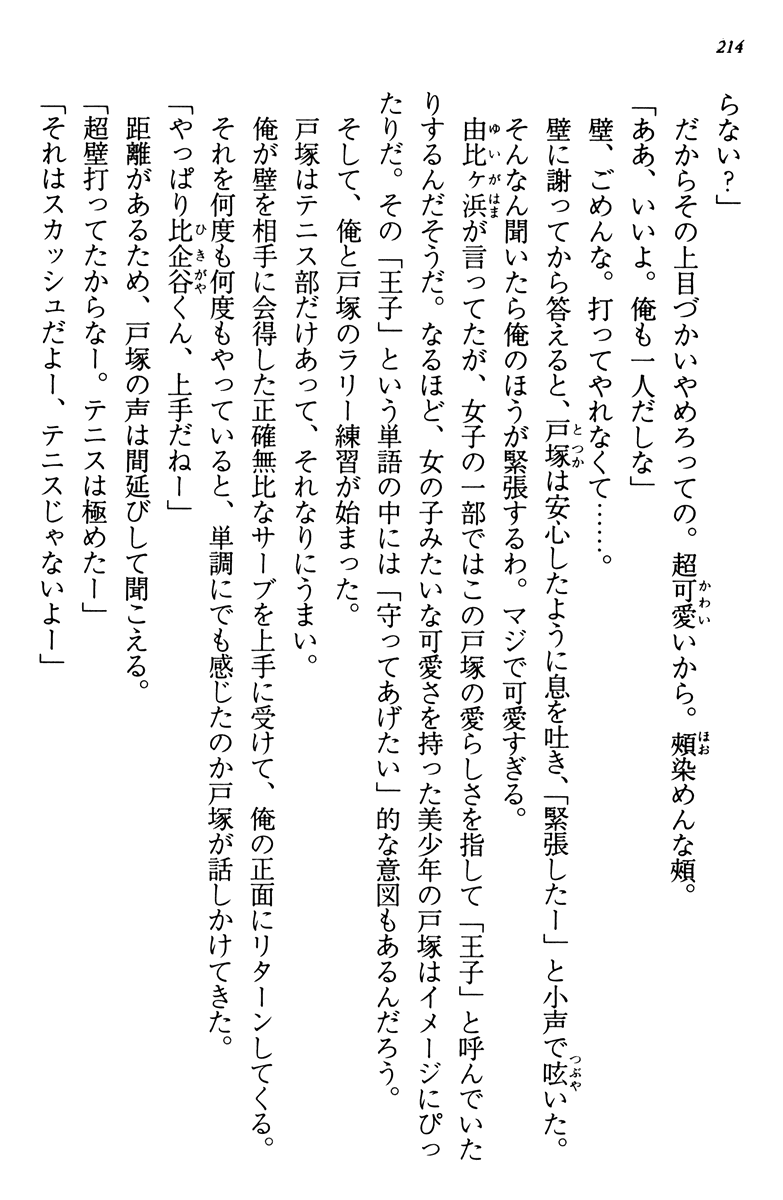 214
らない？」
だからその上目づかいやめろっての。超可愛いから。頰染めんな頰。
「ああ、いいよ。俺も一人だしな」
壁、ごめんな。打ってやれなくて……。
壁に謝ってから答えると、戸塚は安心したように息を吐き、「緊張したー」と小声で呟いた。
そんなん聞いたら俺のほうが緊張するわ。マジで可愛すぎる。
由比ヶ浜が言ってたが、女子の一部ではこの戸塚の愛らしさを指して「王子」と呼んでいた
りするんだそうだ。なるほど、女の子みたいな可愛さを持った美少年の戸塚はイメージにぴっ
たりだ。その「王子」という単語の中には「守ってあげたい」的な意図もあるんだろう。
そして、俺と戸塚のラリー練習が始まった。
戸塚はテニス部だけあって、それなりにうまい。
俺が壁を相手に会得した正確無比なサーブを上手に受けて、俺の正面にリターンしてくる。
それを何度も何度もやっていると、単調にでも感じたのか戸塚が話しかけてきた。
「やっぱり比企谷くん、上手だねー」
距離があるため、戸塚の声は間延びして聞こえる。
「超壁打ってたからなー。テニスは極めたー」
「それはスカッシュだよー、テニスじゃないよー」